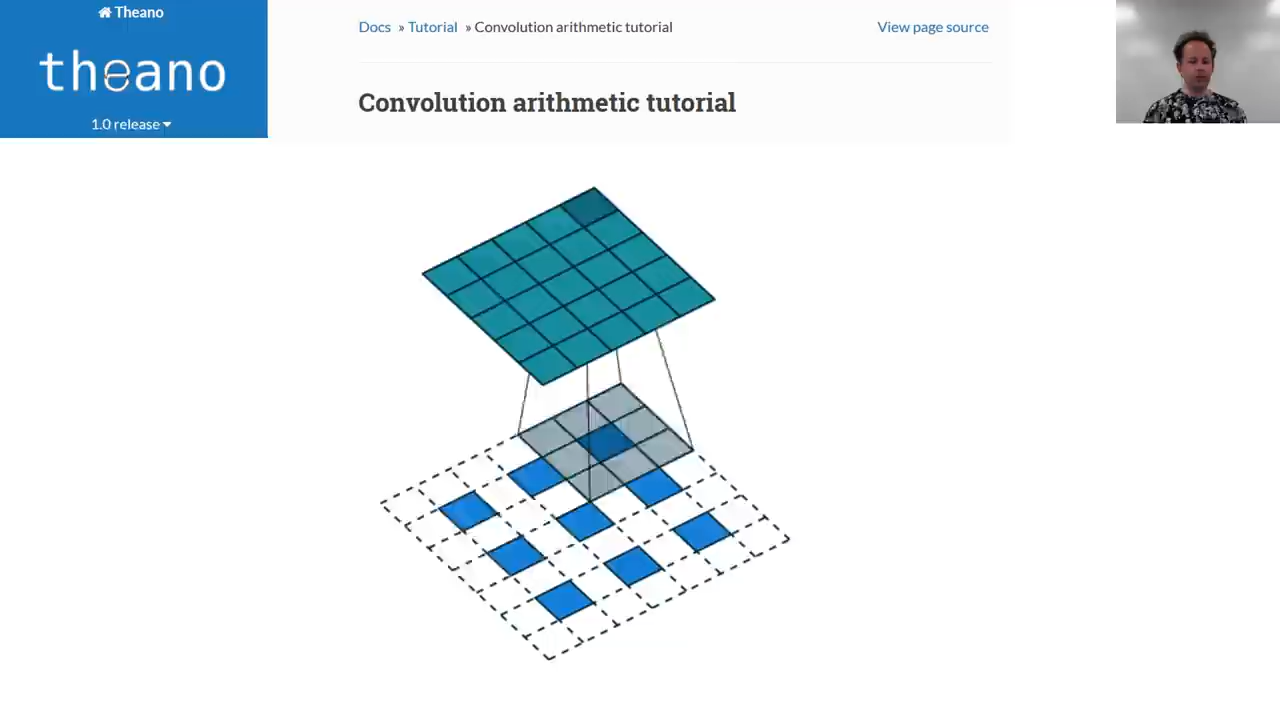 Theano
theano
1.0 release
Docs » Tutorial » Convolution arithmetic tutorial
View page source
Convolution arithmetic tutorial